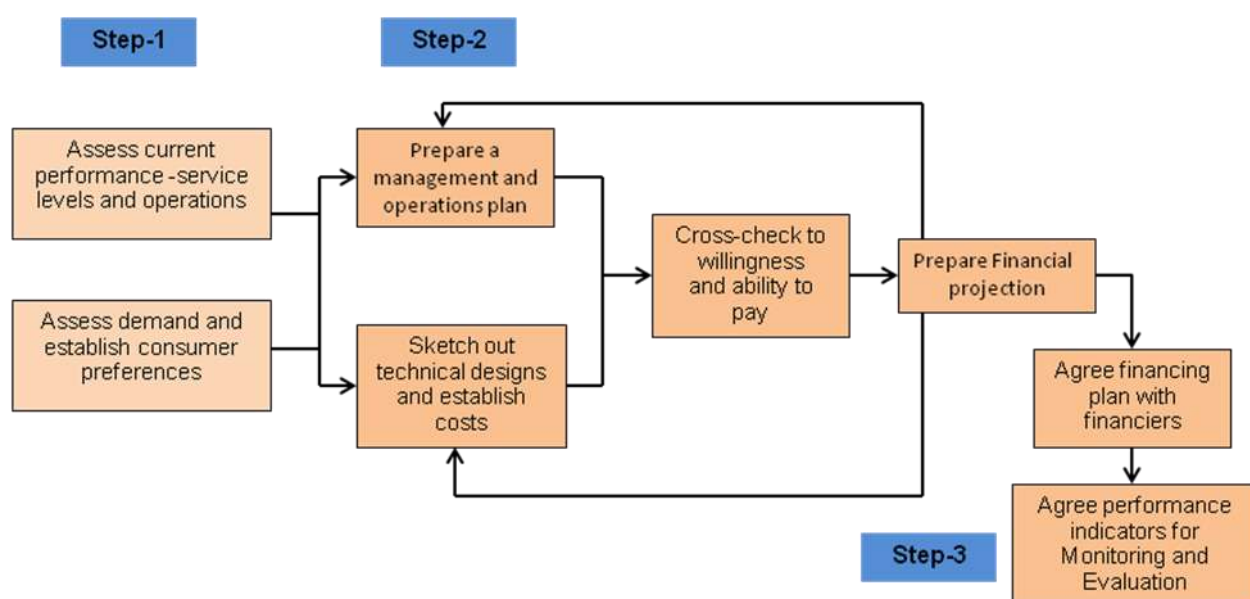 Step-1
Step-2
Assess current
performance -service
levels and operations
Assess demand and
establish consumer
preferences
Prepare a
management and
operations plan
Sketch out
technical designs
and establish
costs
Cross-check to
willingness
and ability to
pay
Prepare Financial
projection
Agree financing
plan with
financiers
Step-3
Agree performance
indicators for
Monitoring and
Evaluation